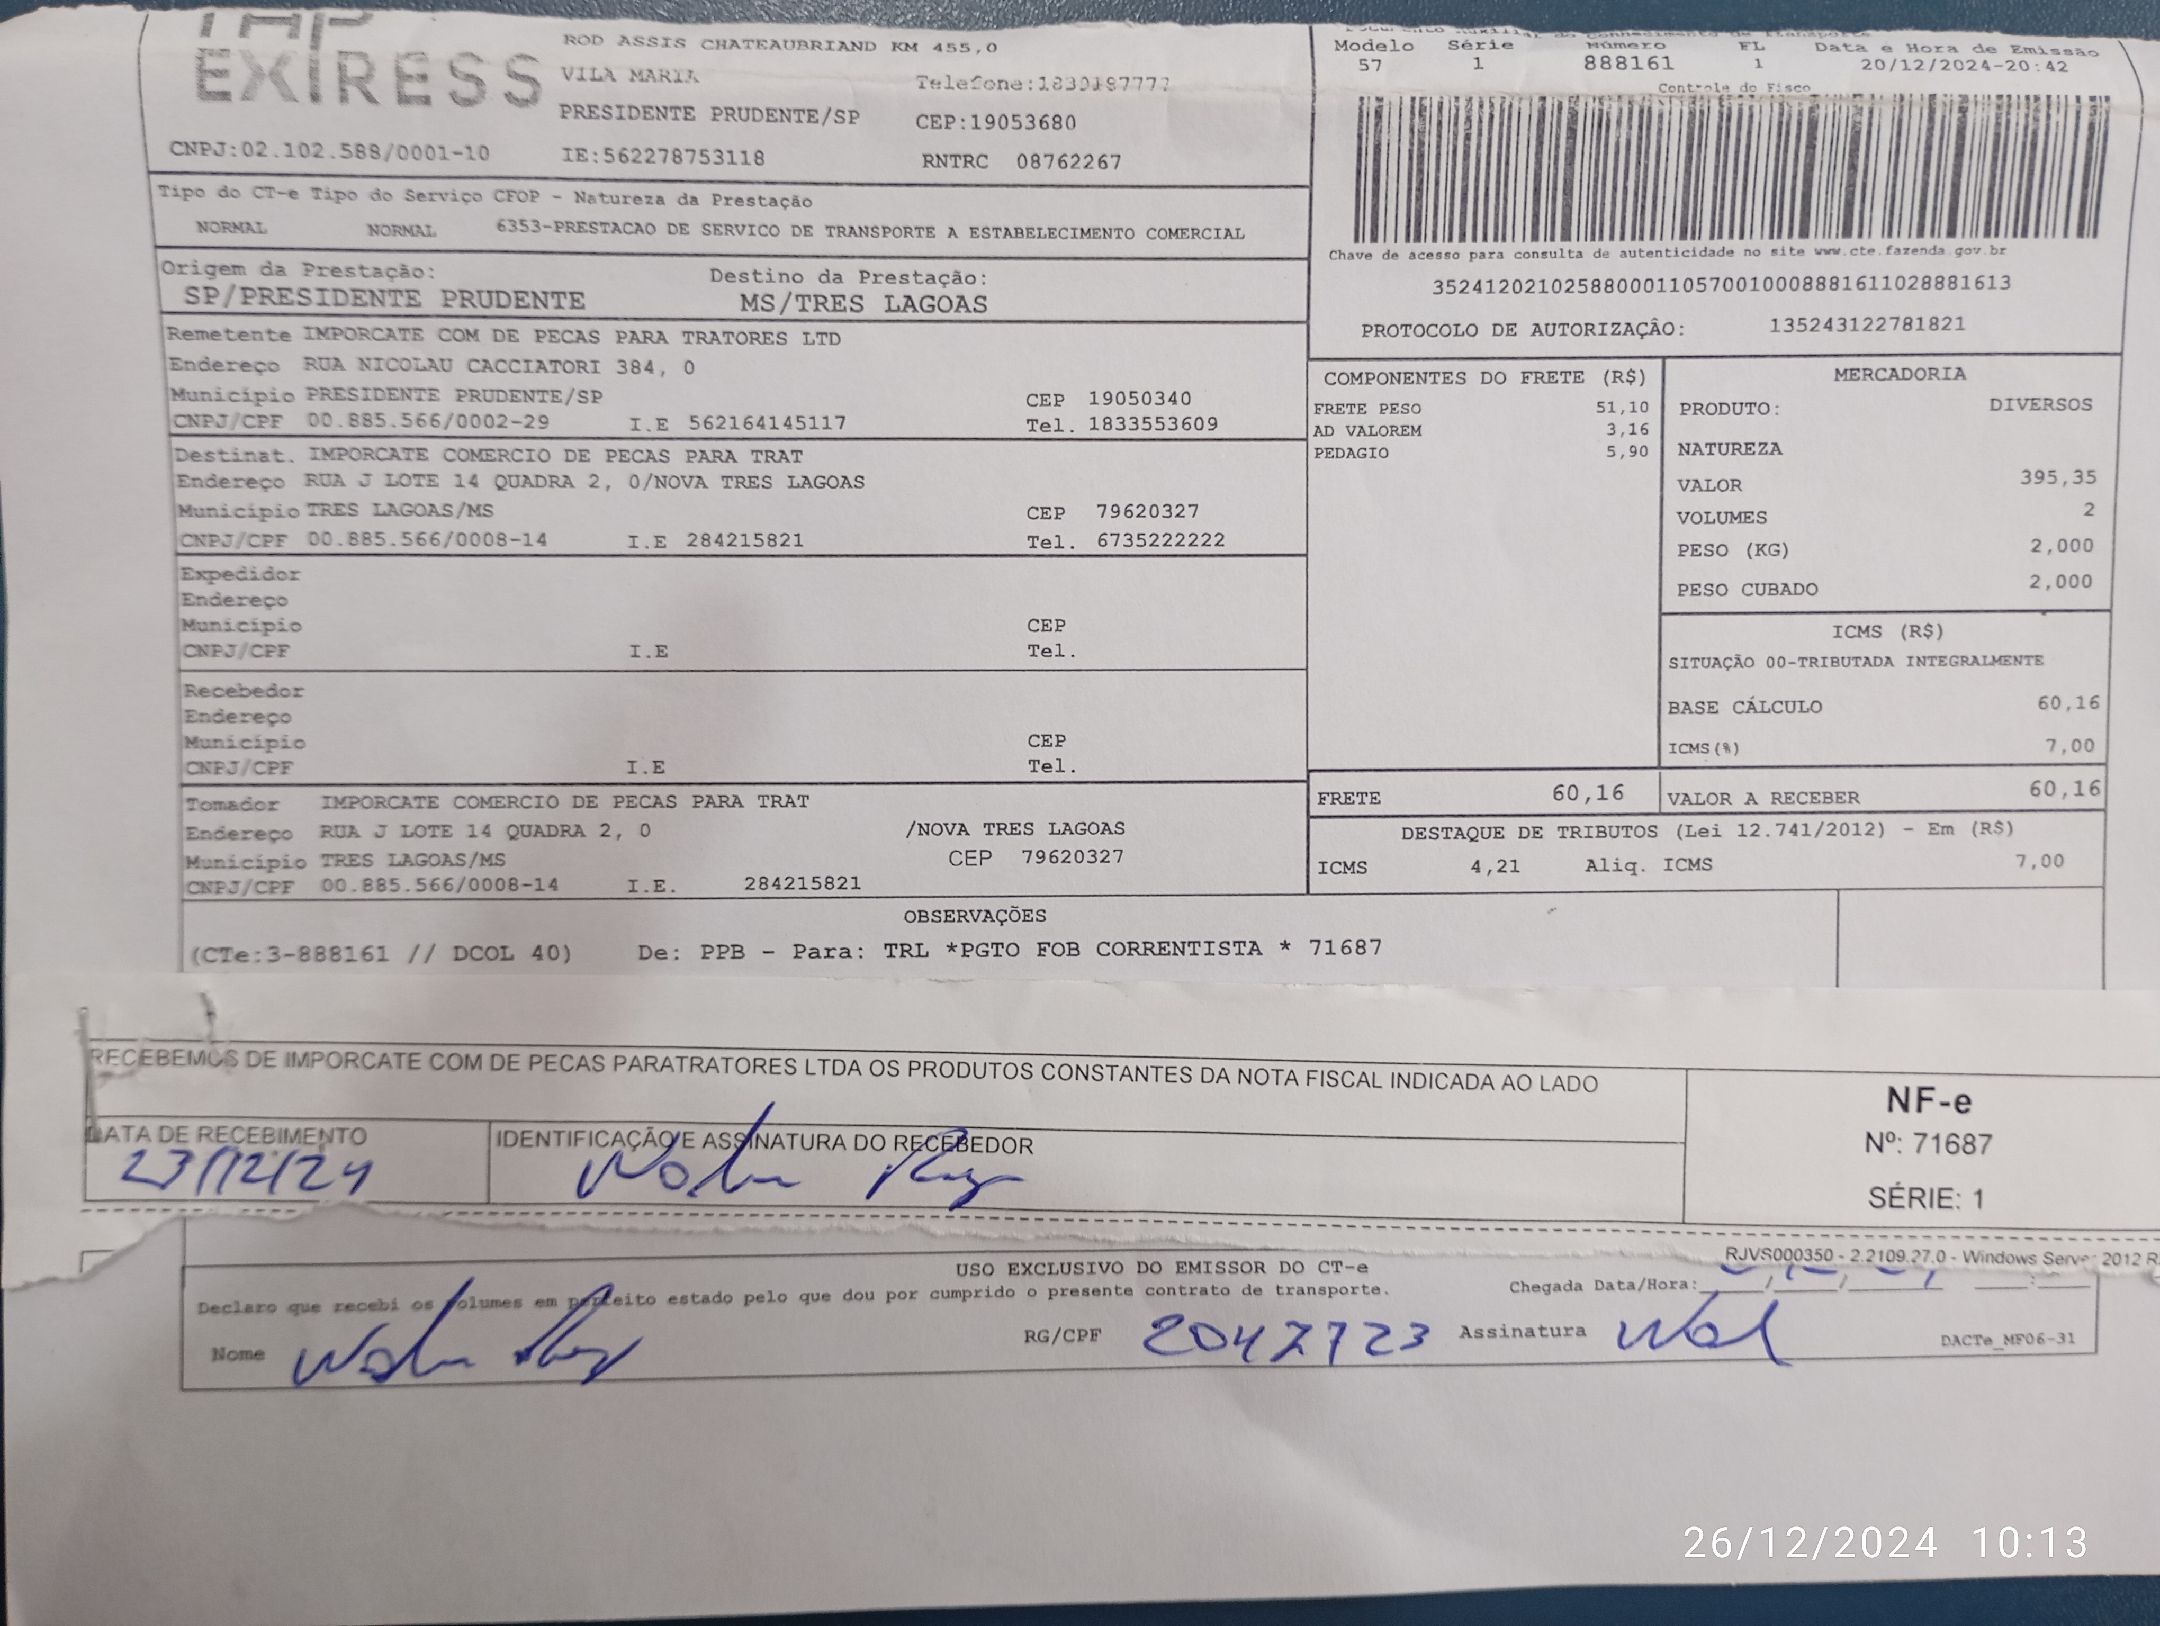 EXPRESS
ROD ASSIS CHATEAUBRIAND KM 455,0
VILA MARIA
PRESIDENTE PRUDENTE/SP
CNPJ:02.102.588/0001-10 IE:562278753118
Telefone:
CEP:19053680
RNTRC 08762267
Modelo Série Número FL Data e Hora de Emissão
57 1 888161 1 20/12/2024-20:42
Controle do Fisco
Chave de acesso para consulta de autenticidade no site www.cte.fazenda.gov.br
35241202102588000110570010008881611028881613
PROTOCOLO DE AUTORIZAÇÃO: 135243122781821
Tipo do CT-e Tipo do Serviço CFOP - Natureza da Prestação
NORMAL NORMAL 6353-PRESTACAO DE SERVICO DE TRANSPORTE A ESTABELECIMENTO COMERCIAL
Origem da Prestação: Destino da Prestação:
SP/PRESIDENTE PRUDENTE MS/TRES LAGOAS
Remetente IMPORCATE COM DE PECAS PARA TRATORES LTD
Endereço RUA NICOLAU CACCIATORI 384, 0
Município PRESIDENTE PRUDENTE/SP CEP 19050340
CNPJ/CPF 00.885.566/0002-29 I.E 562164145117 Tel. 1833553609
Destinat. IMPORCATE COMERCIO DE PECAS PARA TRAT
Endereço RUA J LOTE 14 QUADRA 2, 0/NOVA TRES LAGOAS
Município TRES LAGOAS/MS CEP 79620327
CNPJ/CPF 00.885.566/0008-14 I.E 284215821 Tel. 6735222222
Expedidor
Endereço
Município CEP
CNPJ/CPF I.E Tel.
Recebedor
Endereço
Município CEP
CNPJ/CPF I.E Tel.
Tomador IMPORCATE COMERCIO DE PECAS PARA TRAT
Endereço RUA J LOTE 14 QUADRA 2, 0 /NOVA TRES LAGOAS
Município TRES LAGOAS/MS CEP 79620327
CNPJ/CPF 00.885.566/0008-14 I.E. 284215821
COMPONENTES DO FRETE (R$)
FRETE PESO 51,10
AD VALOREM 3,16
PEDAGIO 5,90
MERCADORIA
PRODUTO: DIVERSOS
NATUREZA
VALOR 395,35
VOLUMES 2
PESO (KG) 2,000
PESO CUBADO 2,000
ICMS (R$)
SITUAÇÃO 00-TRIBUTADA INTEGRALMENTE
BASE CÁLCULO 60,16
ICMS(%) 7,00
FRETE 60,16 VALOR A RECEBER 60,16
DESTAQUE DE TRIBUTOS (Lei 12.741/2012) - Em (R$)
ICMS 4,21 Aliq. ICMS 7,00
OBSERVAÇÕES
(CTe:3-888161 // DCOL 40) De: PPB - Para: TRL *PGTO FOB CORRENTISTA * 71687
RECEBEMOS DE IMPORCATE COM DE PECAS PARATRATORES LTDA OS PRODUTOS CONSTANTES DA NOTA FISCAL INDICADA AO LADO
DATA DE RECEBIMENTO IDENTIFICAÇÃO E ASSINATURA DO RECEBEDOR
23/12/24
NF-e
Nº: 71687
SÉRIE: 1
RJVS000350 - 2.2109.27.0 - Windows Server 2012 R
USO EXCLUSIVO DO EMISSOR DO CT-e
Declaro que recebi os volumes em perfeito estado pelo que dou por cumprido o presente contrato de transporte.
Chegada Data/Hora:
Nome RG/CPF 20427723 Assinatura
DACTe_MF06-31
26/12/2024 10:13